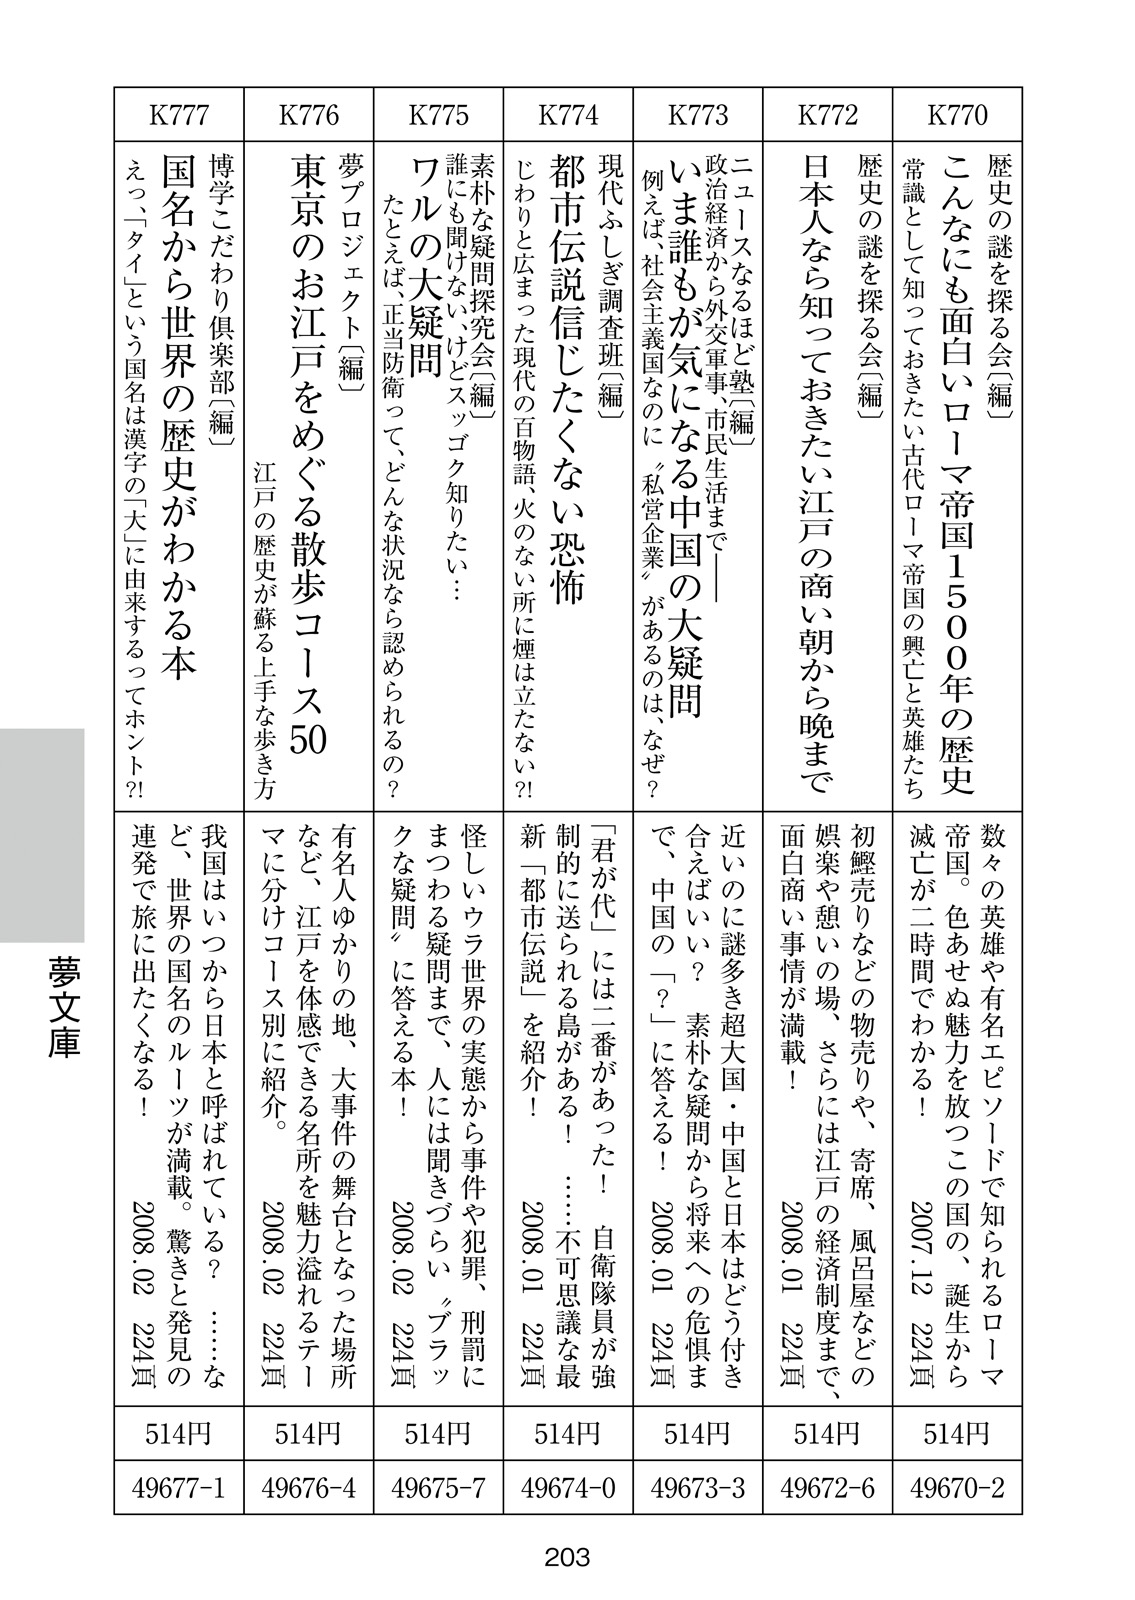 K770
歴史の謎を探る会〔編〕
こんなにも面白いローマ帝国1500年の歴史
常識として知っておきたい古代ローマ帝国の興亡と英雄たち
数々の英雄や有名エピソードで知られるローマ
帝国。色あせぬ魅力を放つこの国の、誕生から
滅亡が二時間でわかる！
2007.12 224頁
514円
49670-2
K772
歴史の謎を探る会〔編〕
日本人なら知っておきたい江戸の商い朝から晩まで
初鰹売りなどの物売りや、寄席、風呂屋などの
娯楽や憩いの場、さらには江戸の経済制度まで、
面白商い事情が満載！
2008.01 224頁
514円
49672-6
K773
ニュースなるほど塾〔編〕
政治経済から外交軍事、市民生活まで――
いま誰もが気になる中国の大疑問
例えば、社会主義国なのに〝私営企業〟があるのは、なぜ？
近いのに謎多き超大国・中国と日本はどう付き
合えばいい？ 素朴な疑問から将来への危惧ま
で、中国の「？」に答える！
2008.01 224頁
514円
49673-3
K774
現代ふしぎ調査班〔編〕
都市伝説信じたくない恐怖
じわりと広まった現代の百物語、火のない所に煙は立たない?!
「君が代」には二番があった！ 自衛隊員が強
制的に送られる島がある！ ……不可思議な最
新「都市伝説」を紹介！
2008.01 224頁
514円
49674-0
K775
素朴な疑問探究会〔編〕
誰にも聞けない、けどスッゴク知りたい…
ワルの大疑問
たとえば、正当防衛って、どんな状況なら認められるの？
怪しいウラ世界の実態から事件や犯罪、刑罰に
まつわる疑問まで、人には聞きづらい〝ブラッ
クな疑問〟に答える本！
2008.02 224頁
514円
49675-7
K776
夢プロジェクト〔編〕
東京のお江戸をめぐる散歩コース50
江戸の歴史が蘇る上手な歩き方
有名人ゆかりの地、大事件の舞台となった場所
など、江戸を体感できる名所を魅力溢れるテー
マに分けコース別に紹介。
2008.02 224頁
514円
49676-4
K777
博学こだわり倶楽部〔編〕
国名から世界の歴史がわかる本
えっ、「タイ」という国名は漢字の「大」に由来するってホント?!
我国はいつから日本と呼ばれている？ ……な
ど、世界の国名のルーツが満載。驚きと発見の
連発で旅に出たくなる！
2008.02 224頁
514円
49677-1
夢文庫
203